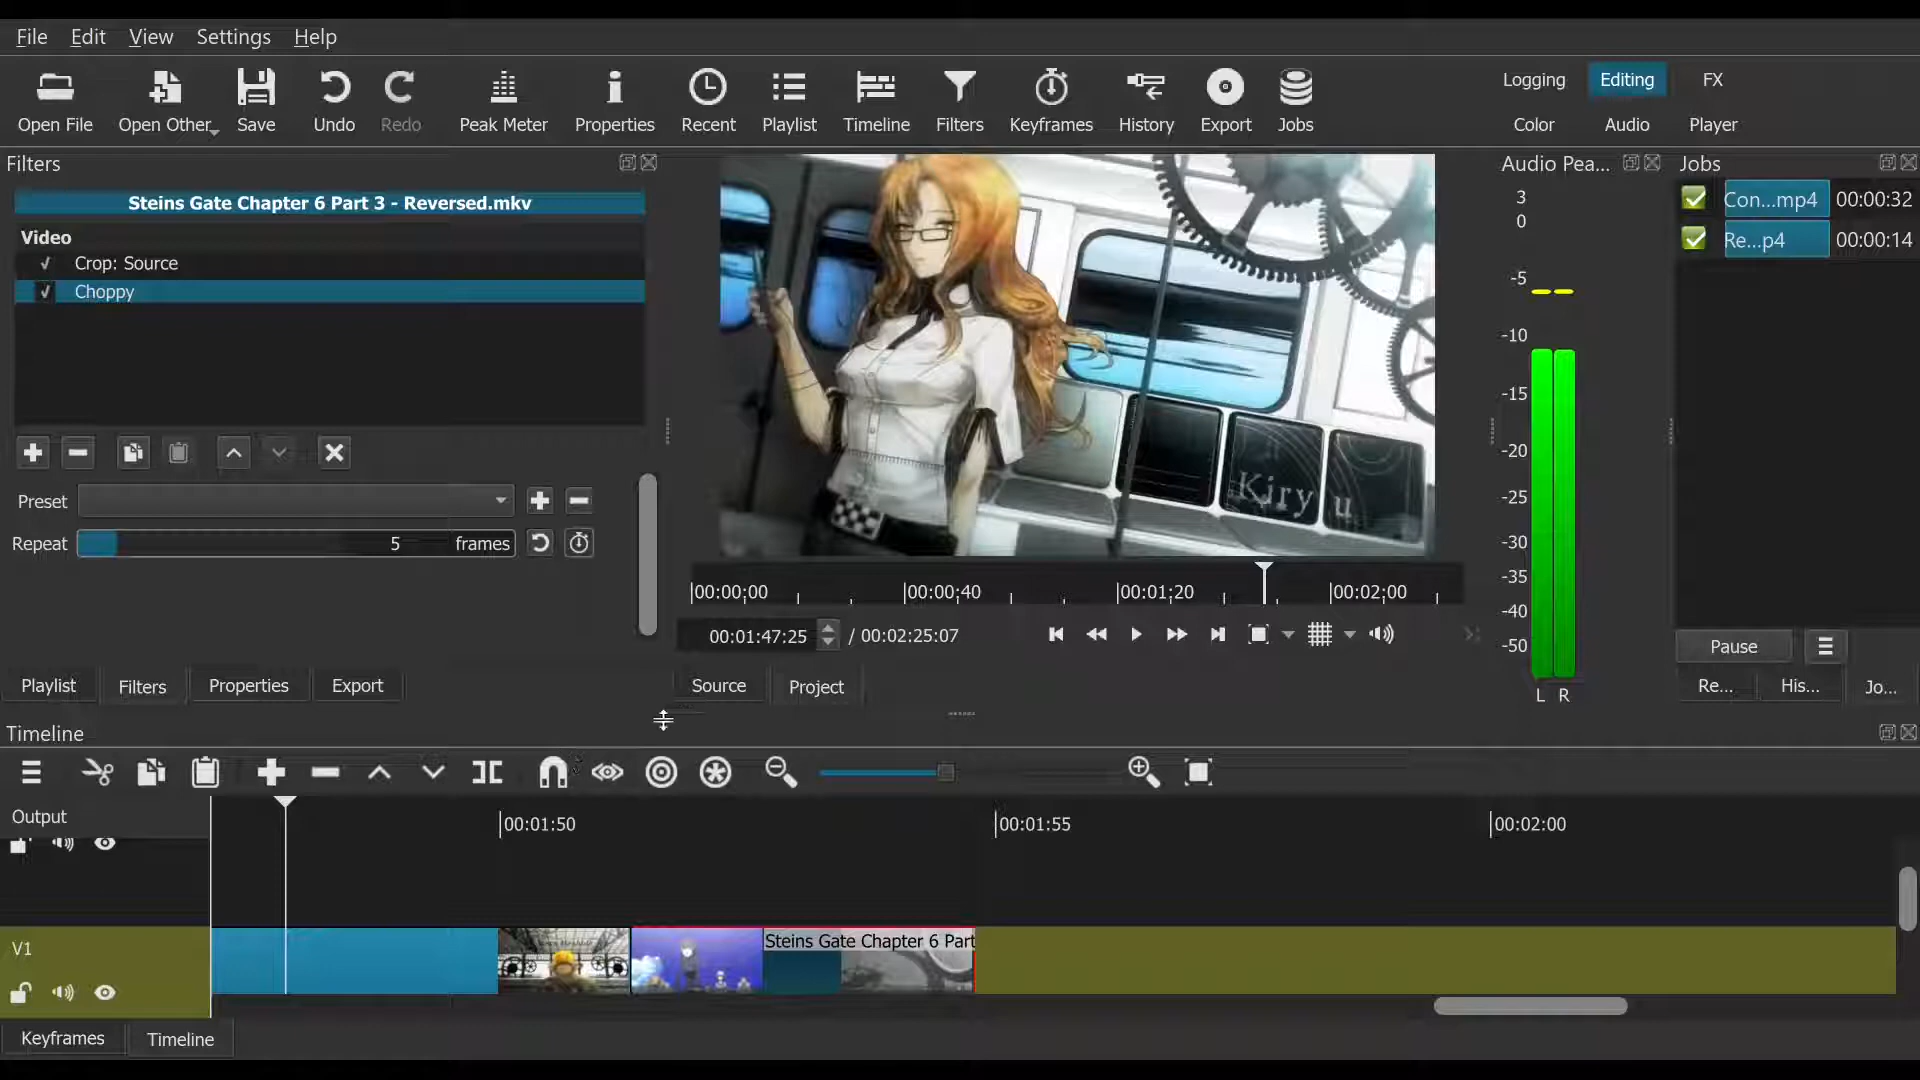 File Edit View Settings Help
Open File Open Other... Save Undo Redo Peak Meter Properties Recent Playlist Timeline Filters Keyframes History Export Jobs
Logging Editing FX
Color Audio Player
Filters
Audio Pea...
Jobs
Steins Gate Chapter 6 Part 3 - Reversed.mkv
Video
Crop: Source
Choppy
Preset
Repeat 5 frames
Kiryu
3
0
-5
-10
-15
-20
-25
-30
-35
-40
-50
L R
Con...mp4 00:00:32
Re...p4 00:00:14
00:00;00 00:00;40 00:01;20 00:02:00
00:01:47:25 / 00:02:25:07
Pause
Playlist Filters Properties Export
Source Project
Re... His... Jo...
Timeline
Output
00:01:50 00:01:55 00:02:00
V1
Steins Gate Chapter 6 Part
Keyframes Timeline